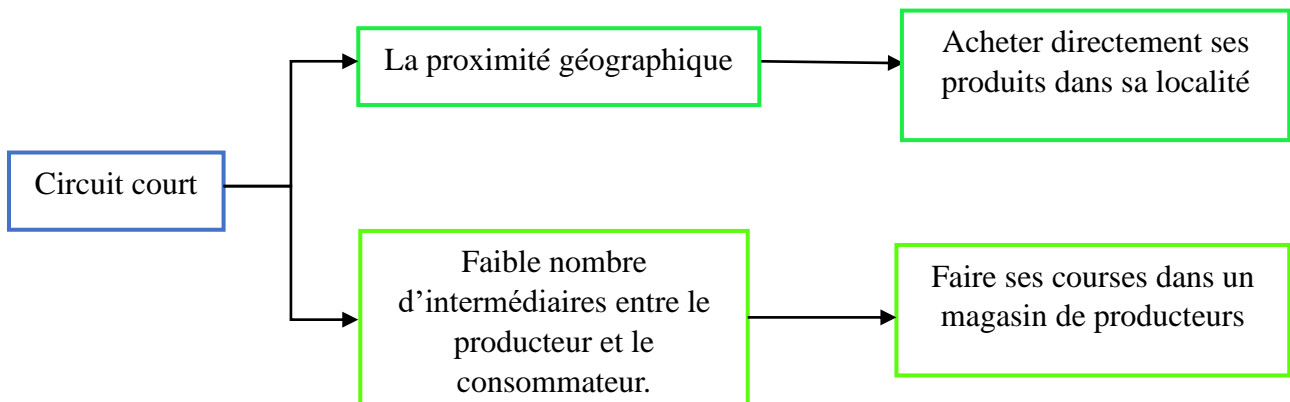 La proximité géographique
Acheter directement ses
produits dans sa localité
Circuit court
Faible nombre
d’intermédiaires entre le
producteur et le
consommateur.
Faire ses courses dans un
magasin de producteurs